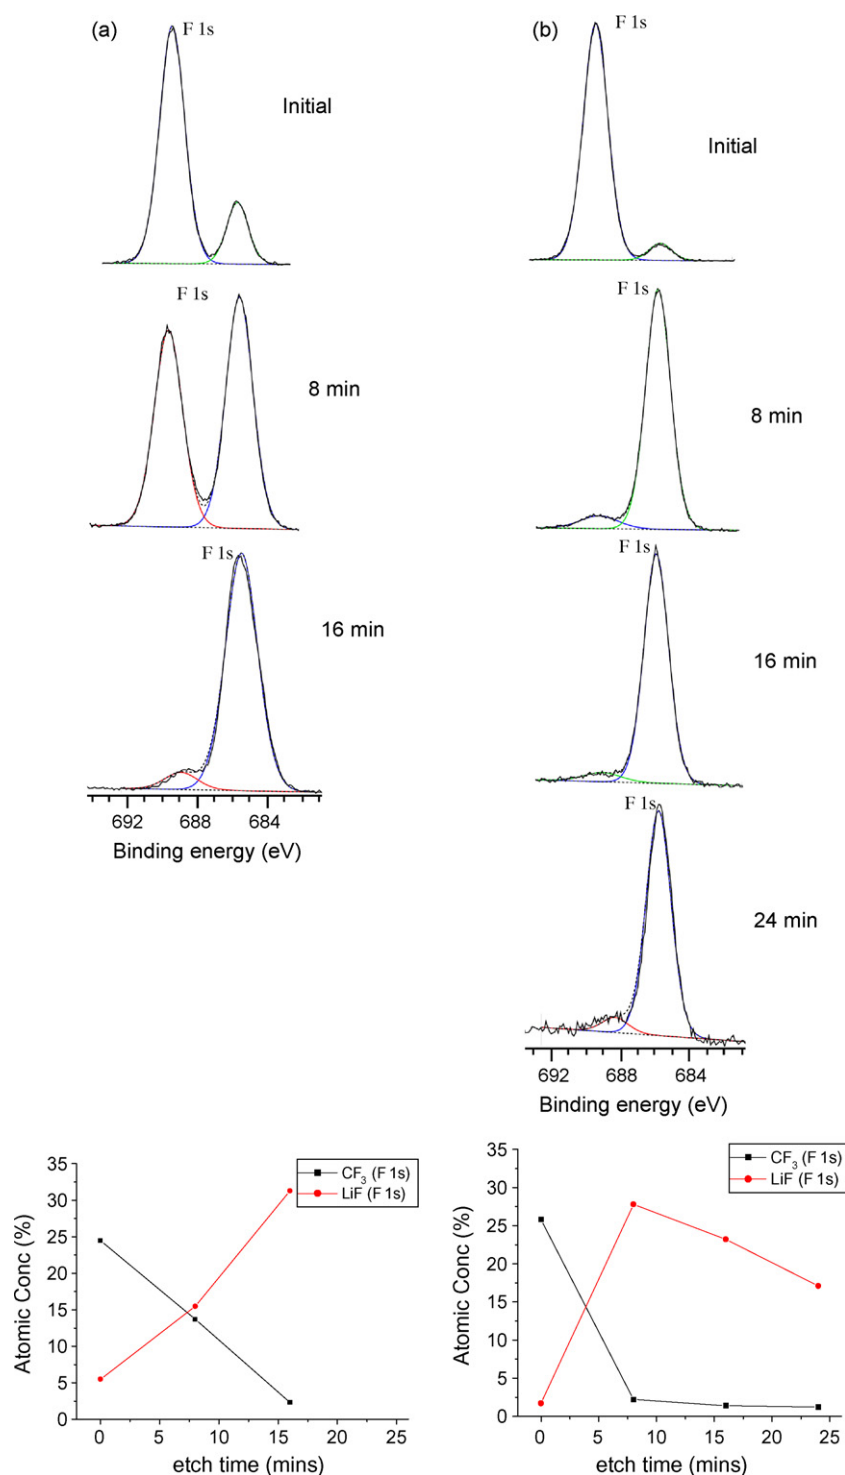 (a)
F 1s
Initial
F 1s
8 min
F 1s
16 min
692
688
684
Binding energy (eV)
(b)
F 1s
Initial
F 1s
8 min
F 1s
16 min
F 1s
24 min
692
688
684
Binding energy (eV)
35
30
25
20
15
10
5
0
Atomic Conc (%)
CF₃ (F 1s)
LiF (F 1s)
0
5
10
15
20
25
etch time (mins)
35
30
25
20
15
10
5
0
Atomic Conc (%)
CF₃ (F 1s)
LiF (F 1s)
0
5
10
15
20
25
etch time (mins)